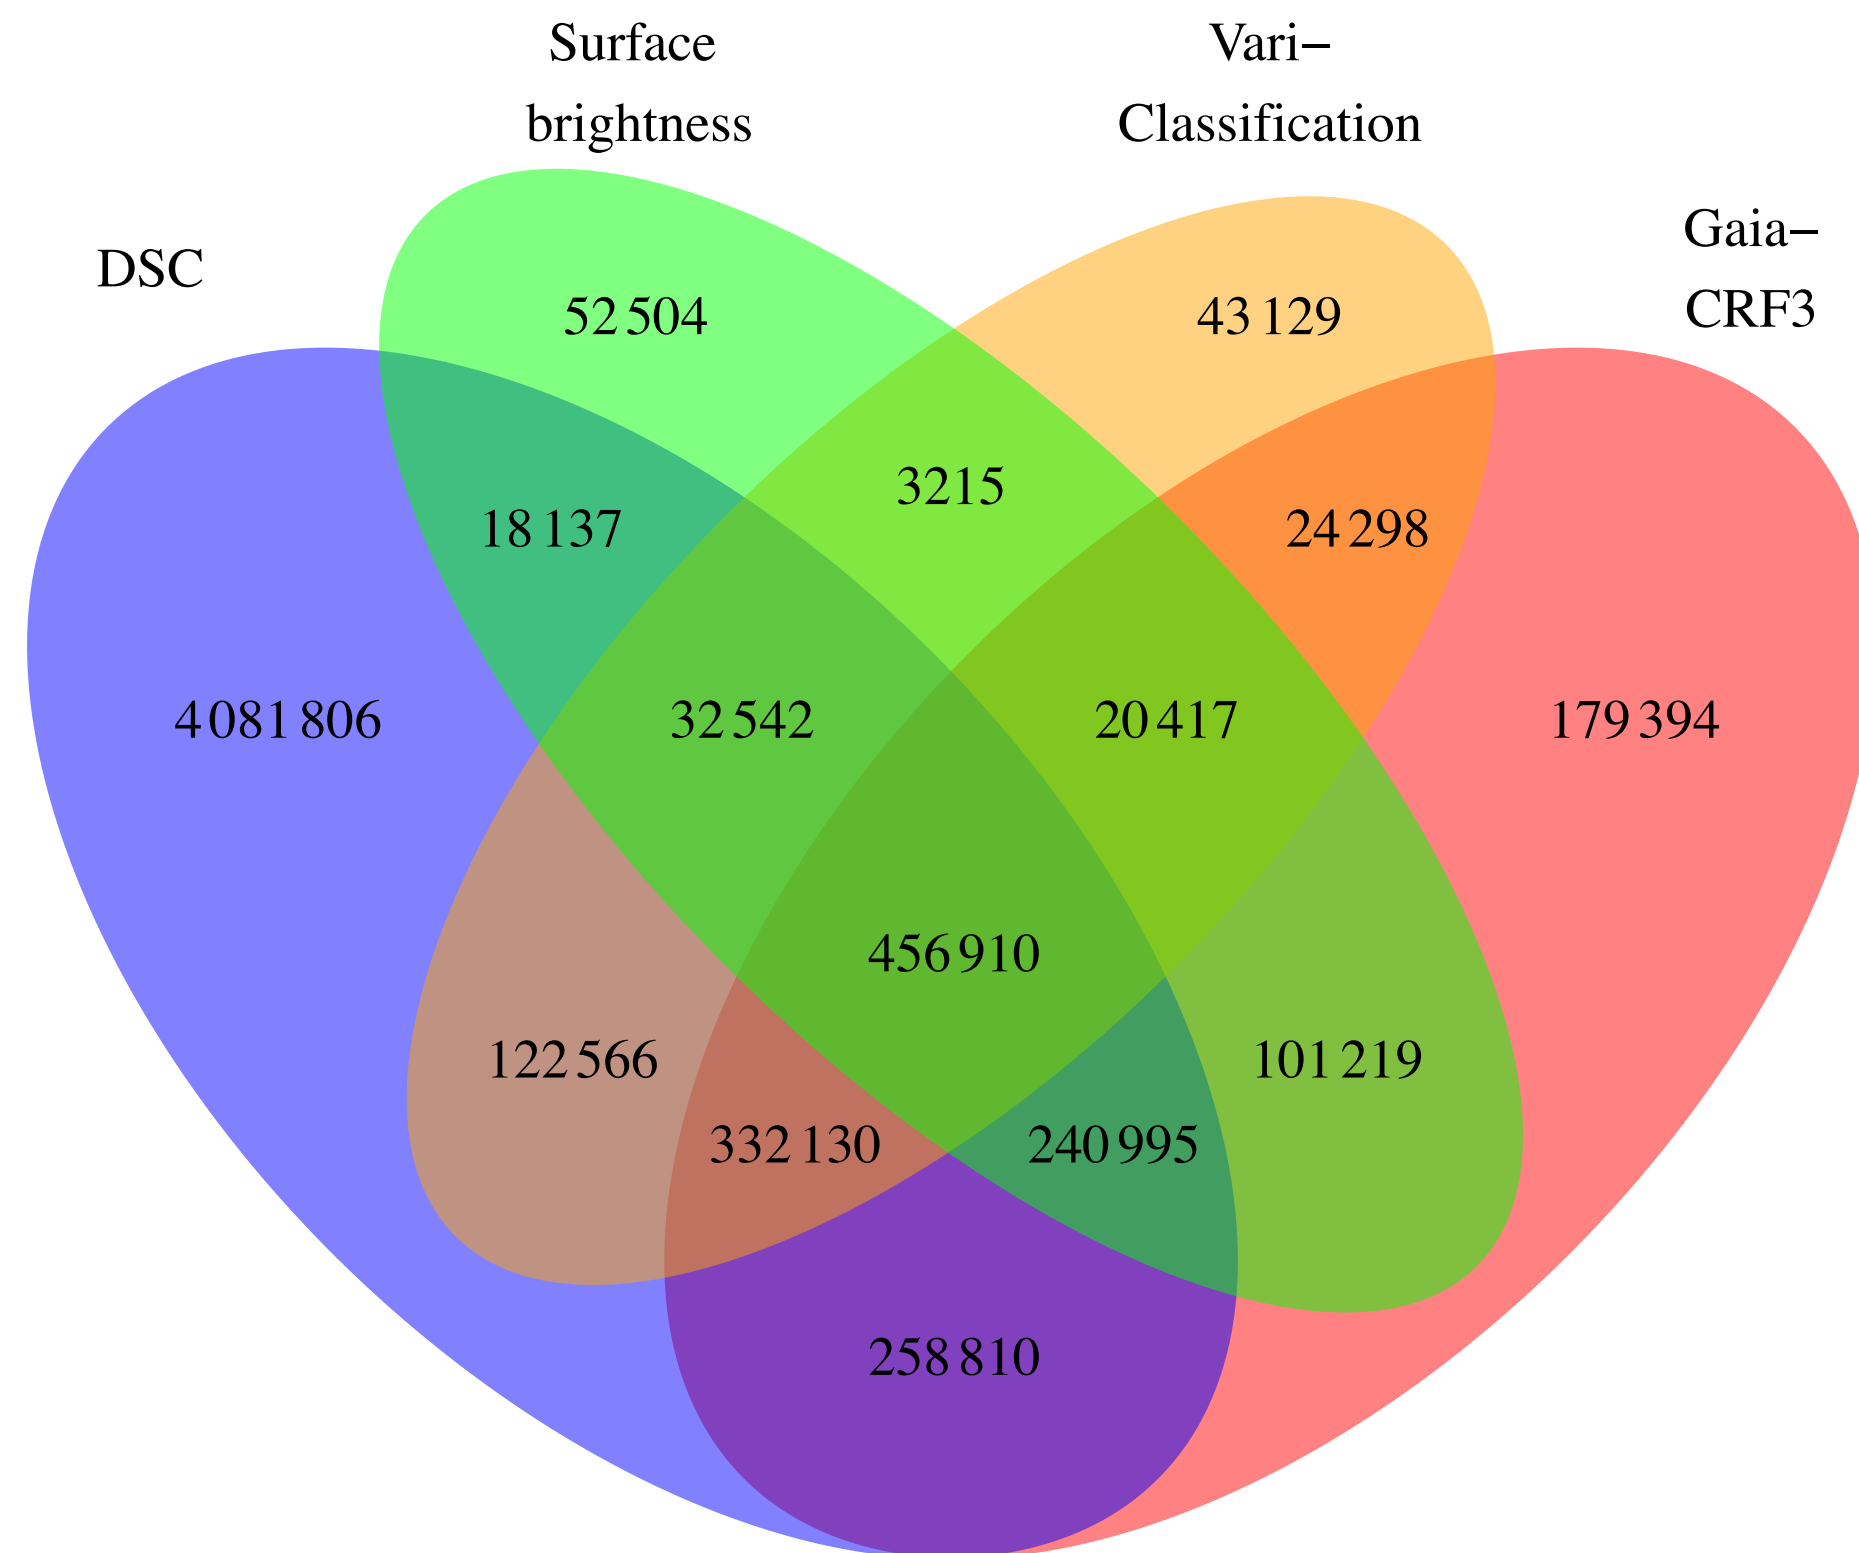 Surface
brightness
Vari–
Classification
Gaia–
CRF3
DSC
52 504
43 129
3215
18 137
24 298
4 081 806
32 542
20 417
179 394
456 910
122 566
101 219
332 130
240 995
258 810